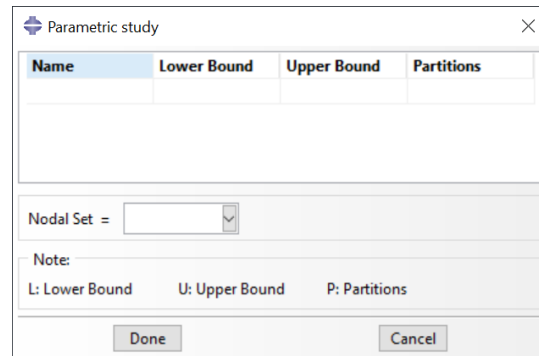 Parametric study
Name Lower Bound Upper Bound Partitions
Nodal Set =
Note:
L: Lower Bound U: Upper Bound P: Partitions
Done Cancel